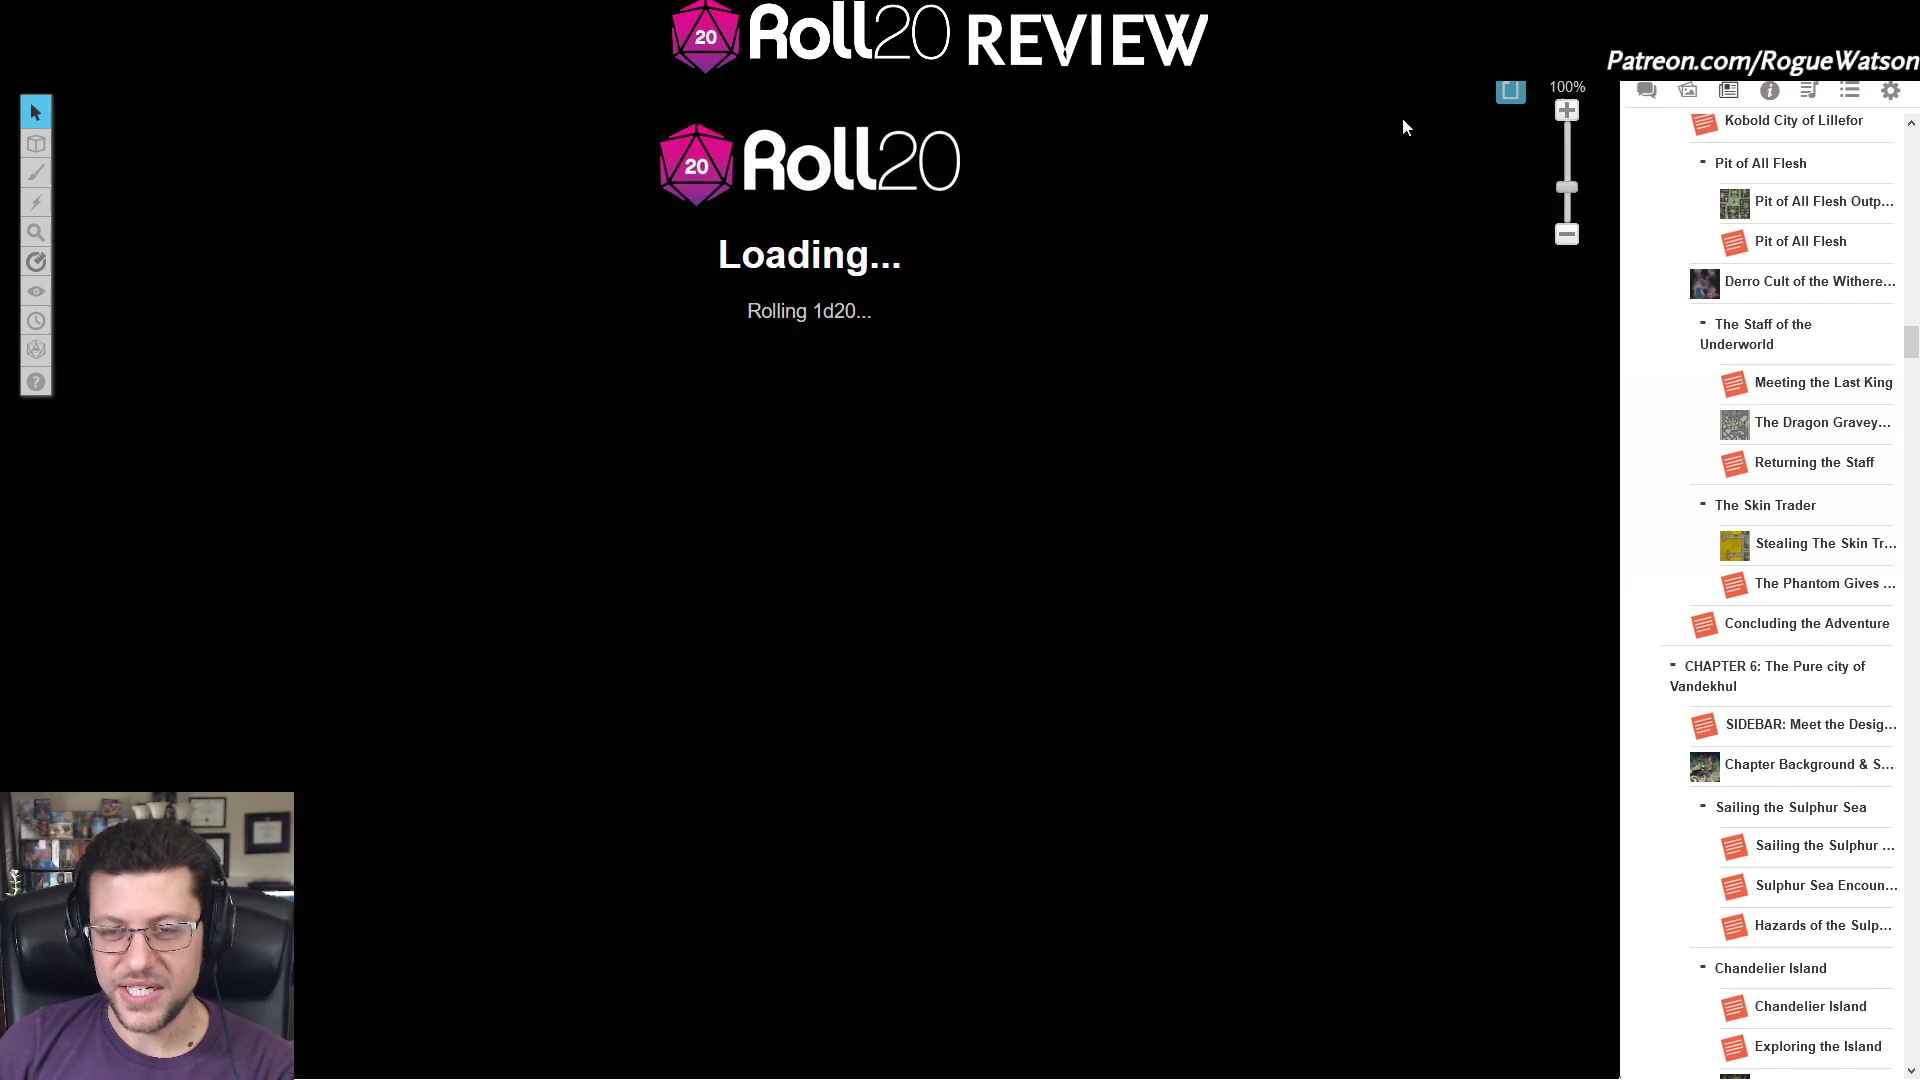 20 Roll20 REVIEW
Patreon.com/RogueWatson
100%
20 Roll20
Loading...
Rolling 1d20...
Kobold City of Lillefor
- Pit of All Flesh
Pit of All Flesh Outp...
Pit of All Flesh
Derro Cult of the Withere...
- The Staff of the
Underworld
Meeting the Last King
The Dragon Gravey...
Returning the Staff
- The Skin Trader
Stealing The Skin Tr...
The Phantom Gives ...
Concluding the Adventure
- CHAPTER 6: The Pure city of
Vandekhul
SIDEBAR: Meet the Desig...
Chapter Background & S...
- Sailing the Sulphur Sea
Sailing the Sulphur ...
Sulphur Sea Encoun...
Hazards of the Sulp...
- Chandelier Island
Chandelier Island
Exploring the Island